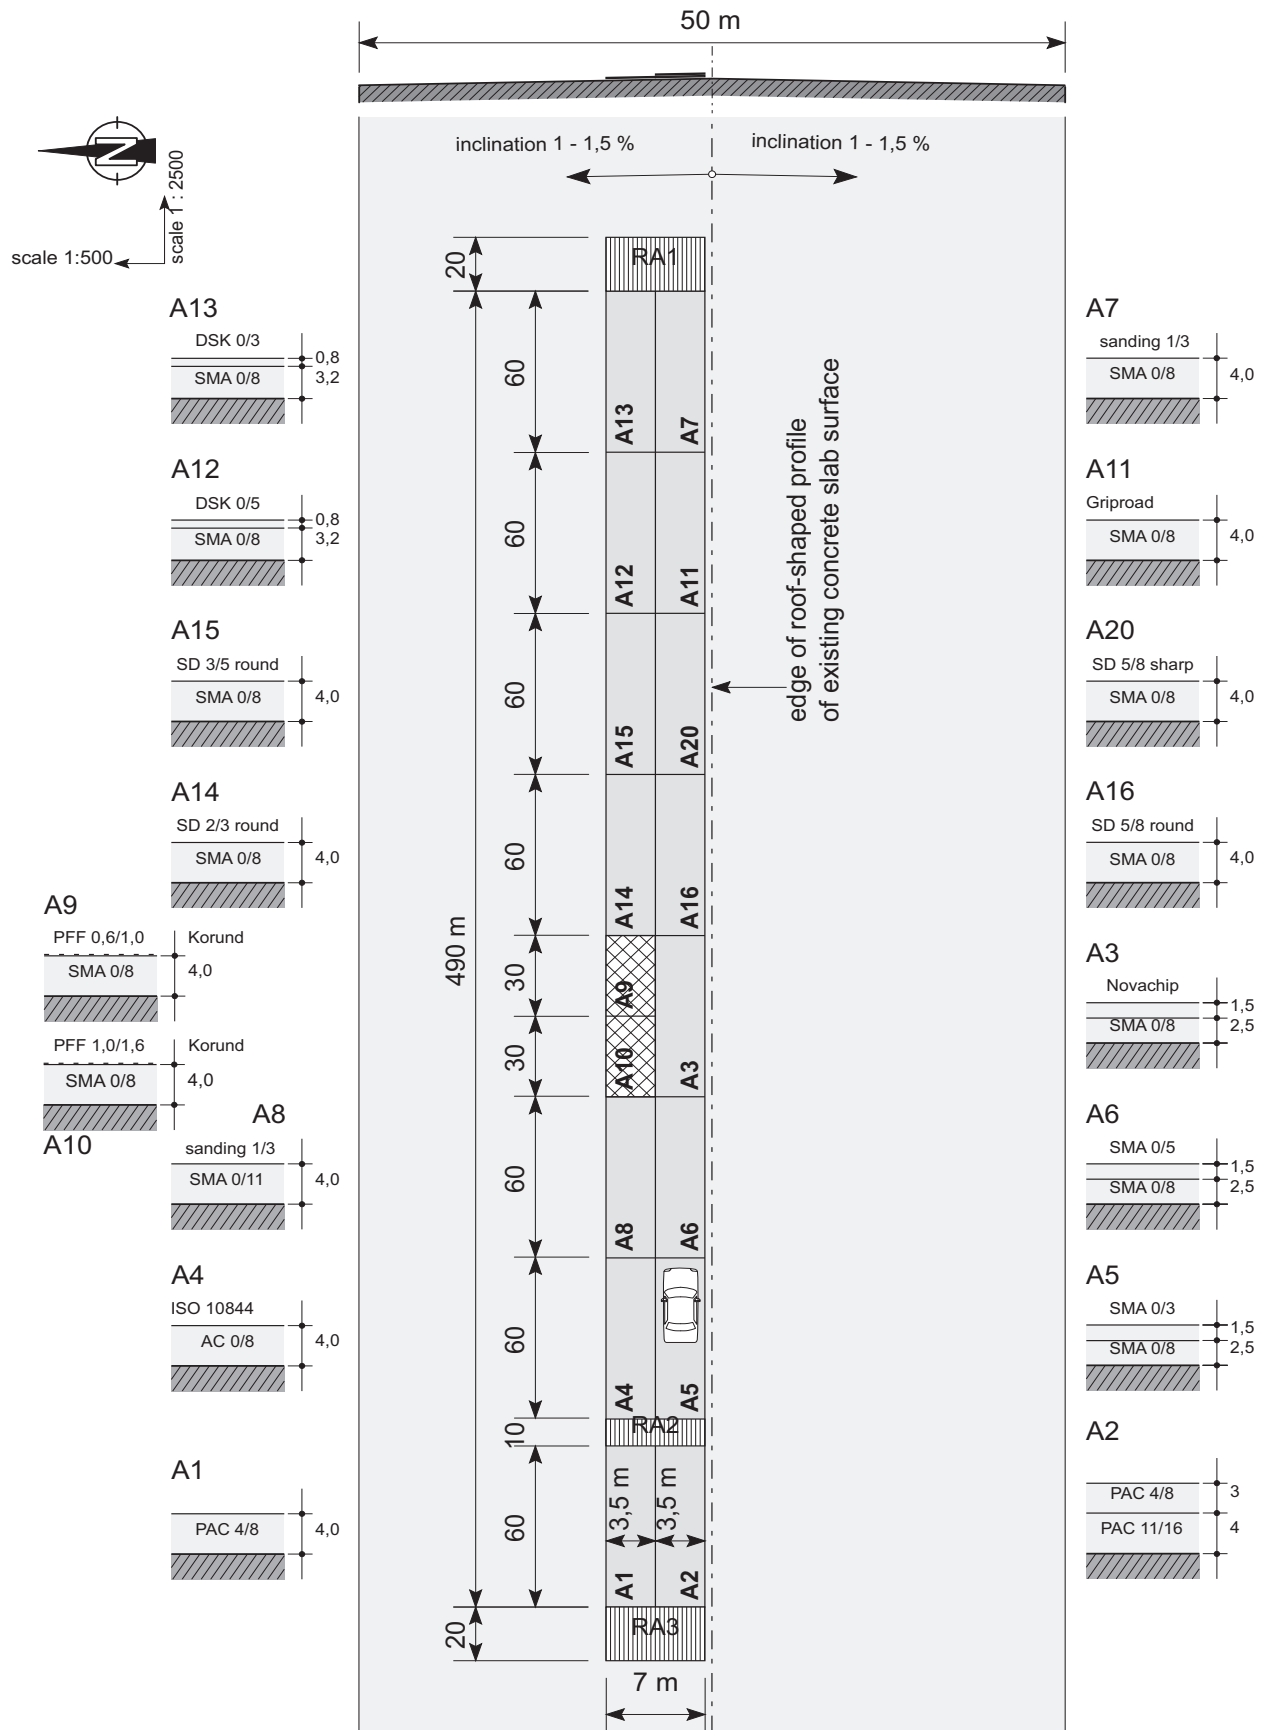 50 m
inclination 1 - 1,5 %
inclination 1 - 1,5 %
N
scale 1 : 2500
scale 1:500
20
RA1
A13
DSK 0/3
0,8
SMA 0/8
3,2
60
A13
A7
A7
sanding 1/3
SMA 0/8
4,0
A12
DSK 0/5
0,8
SMA 0/8
3,2
60
A12
A11
edge of roof-shaped profile
of existing concrete slab surface
A11
Griproad
SMA 0/8
4,0
A15
SD 3/5 round
SMA 0/8
4,0
60
A15
A20
A20
SD 5/8 sharp
SMA 0/8
4,0
A14
SD 2/3 round
SMA 0/8
4,0
60
A14
A16
A16
SD 5/8 round
SMA 0/8
4,0
A9
PFF 0,6/1,0
Korund
SMA 0/8
4,0
490 m
30
A9
30
A10
A3
A3
Novachip
1,5
SMA 0/8
2,5
PFF 1,0/1,6
Korund
SMA 0/8
4,0
A10
A8
sanding 1/3
SMA 0/11
4,0
60
A8
A6
A6
SMA 0/5
1,5
SMA 0/8
2,5
A4
ISO 10844
AC 0/8
4,0
60
A4
A5
A5
SMA 0/3
1,5
SMA 0/8
2,5
10
RA2
A1
PAC 4/8
4,0
60
3,5 m
3,5 m
A1
A2
A2
PAC 4/8
3
PAC 11/16
4
20
RA3
7 m